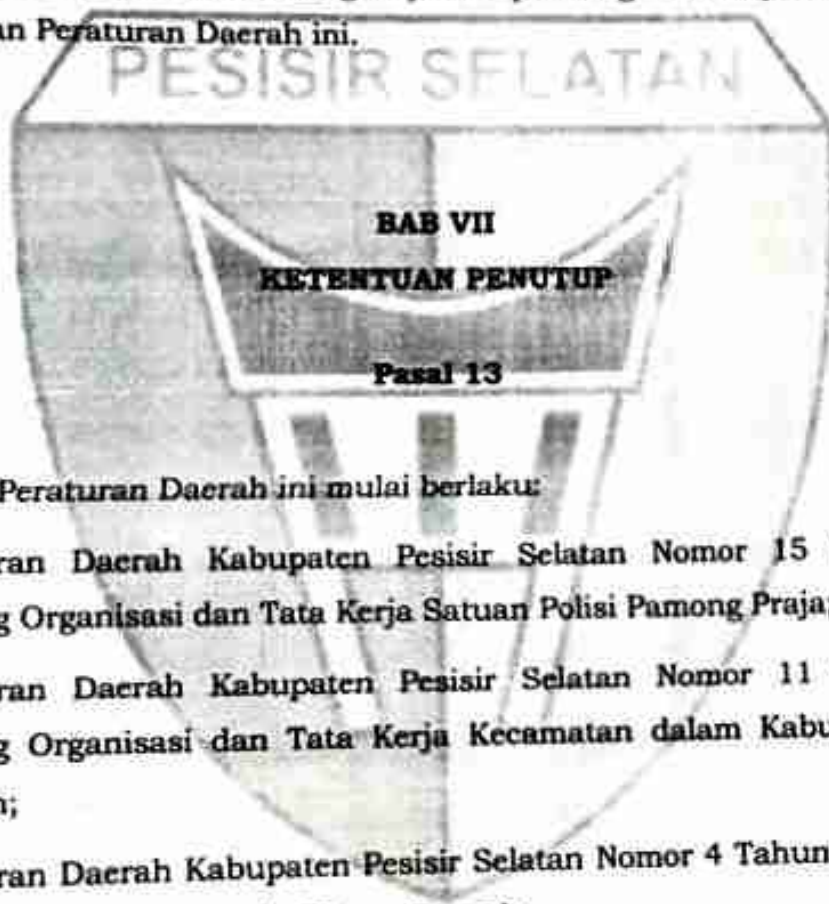 an Peraturan Daerah ini.
PESISIR SELATAN
BAB VII
KETENTUAN PENUTUP
Pasal 13
Peraturan Daerah ini mulai berlaku:
ran Daerah Kabupaten Pesisir Selatan Nomor 15
g Organisasi dan Tata Kerja Satuan Polisi Pamong Praja
ran Daerah Kabupaten Pesisir Selatan Nomor 11
g Organisasi dan Tata Kerja Kecamatan dalam Kabu
n;
ran Daerah Kabupaten Pesisir Selatan Nomor 4 Tahun